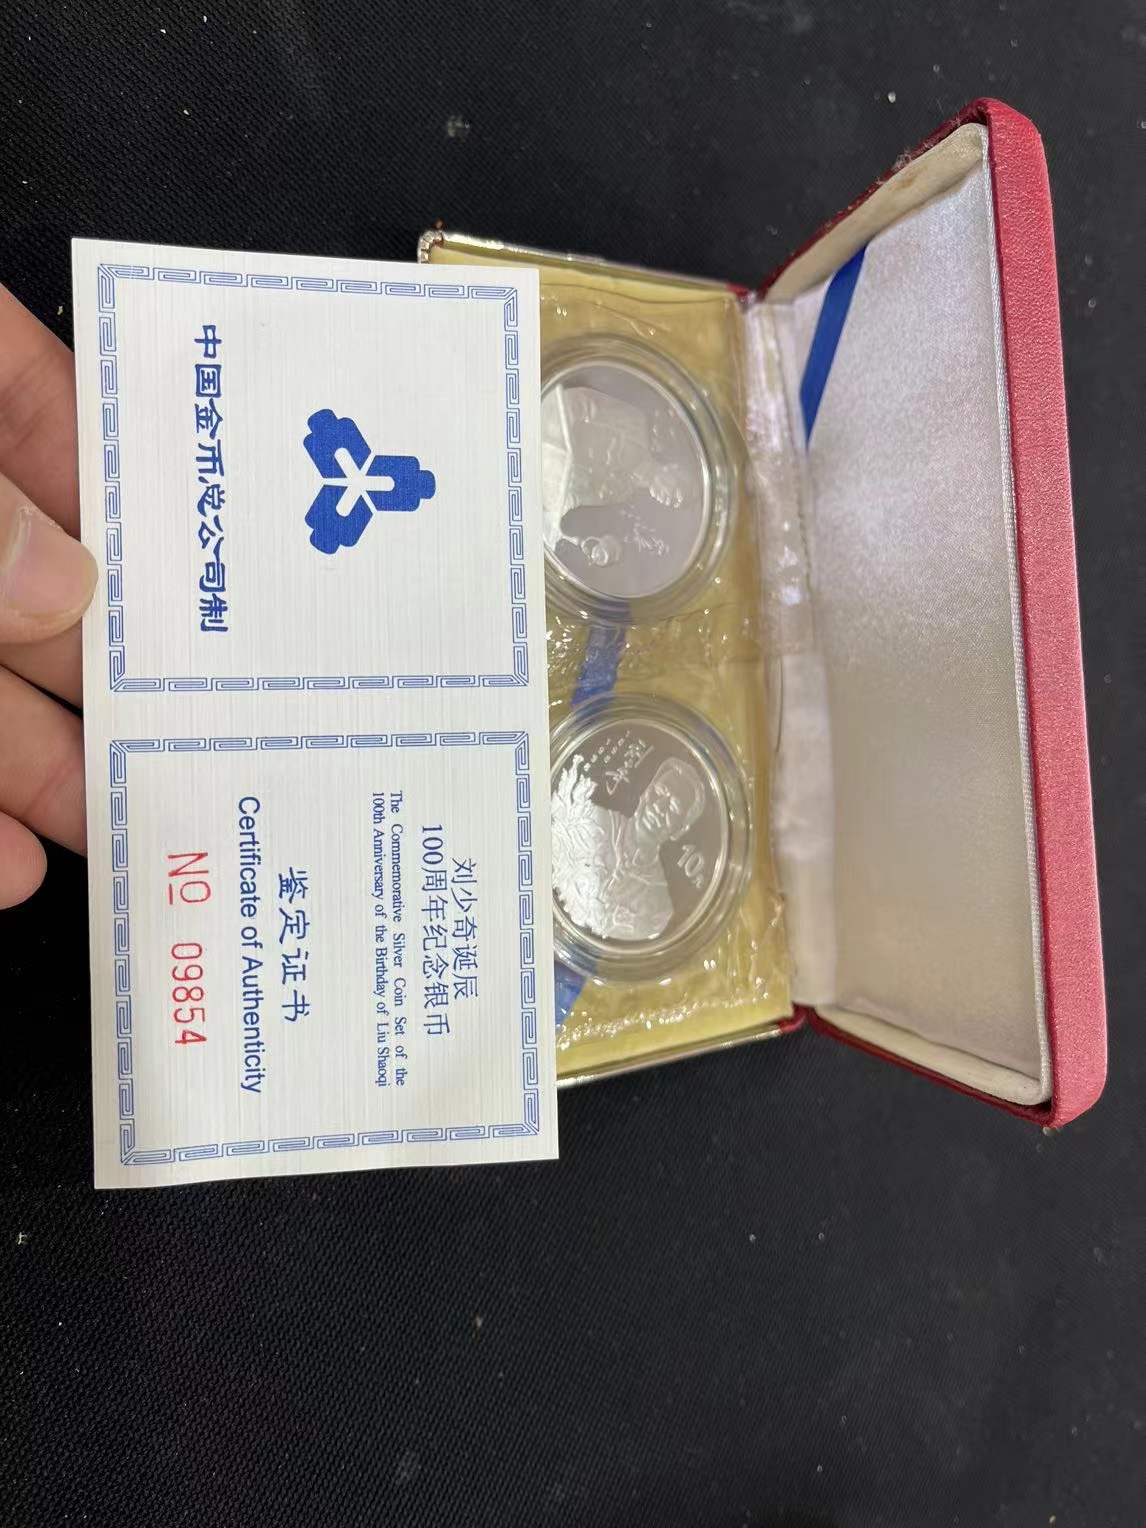 中国金币总公司制
刘少奇诞辰
100周年纪念银币
The Commemorative Silver Coin Set of the
100th Anniversary of the Birthday of Liu Shaoqi
鉴定证书
Certificate of Authenticity
NO 09854
10元